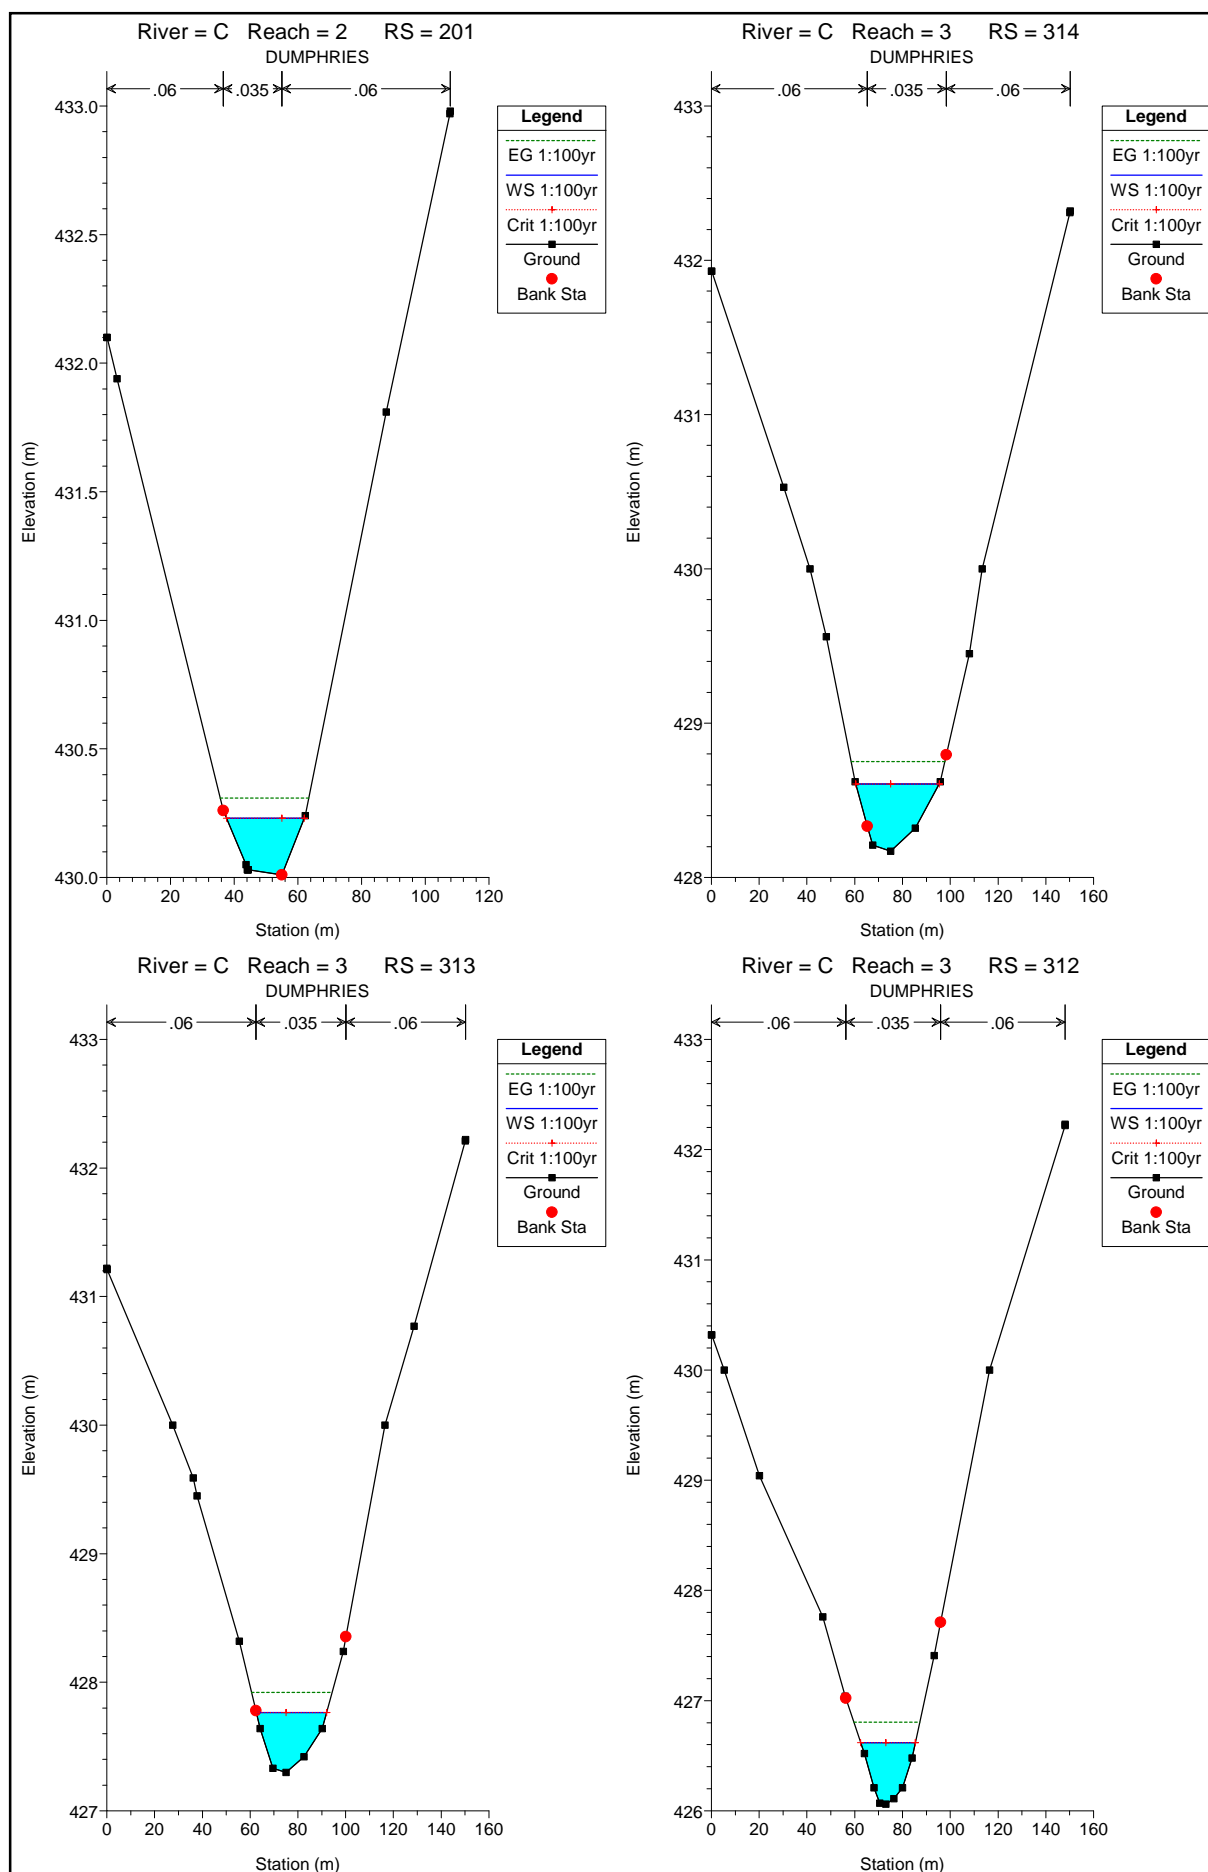 River = C Reach = 2 RS = 201
DUMPHRIES
.06 .035 .06
433.0
432.5
432.0
431.5
431.0
430.5
430.0
Elevation (m)
0 20 40 60 80 100 120
Station (m)
Legend
EG 1:100yr
WS 1:100yr
Crit 1:100yr
Ground
Bank Sta
River = C Reach = 3 RS = 314
DUMPHRIES
.06 .035 .06
433
432
431
430
429
428
Elevation (m)
0 20 40 60 80 100 120 140 160
Station (m)
Legend
EG 1:100yr
WS 1:100yr
Crit 1:100yr
Ground
Bank Sta
River = C Reach = 3 RS = 313
DUMPHRIES
.06 .035 .06
433
432
431
430
429
428
427
Elevation (m)
0 20 40 60 80 100 120 140 160
Station (m)
Legend
EG 1:100yr
WS 1:100yr
Crit 1:100yr
Ground
Bank Sta
River = C Reach = 3 RS = 312
DUMPHRIES
.06 .035 .06
433
432
431
430
429
428
427
426
Elevation (m)
0 20 40 60 80 100 120 140 160
Station (m)
Legend
EG 1:100yr
WS 1:100yr
Crit 1:100yr
Ground
Bank Sta